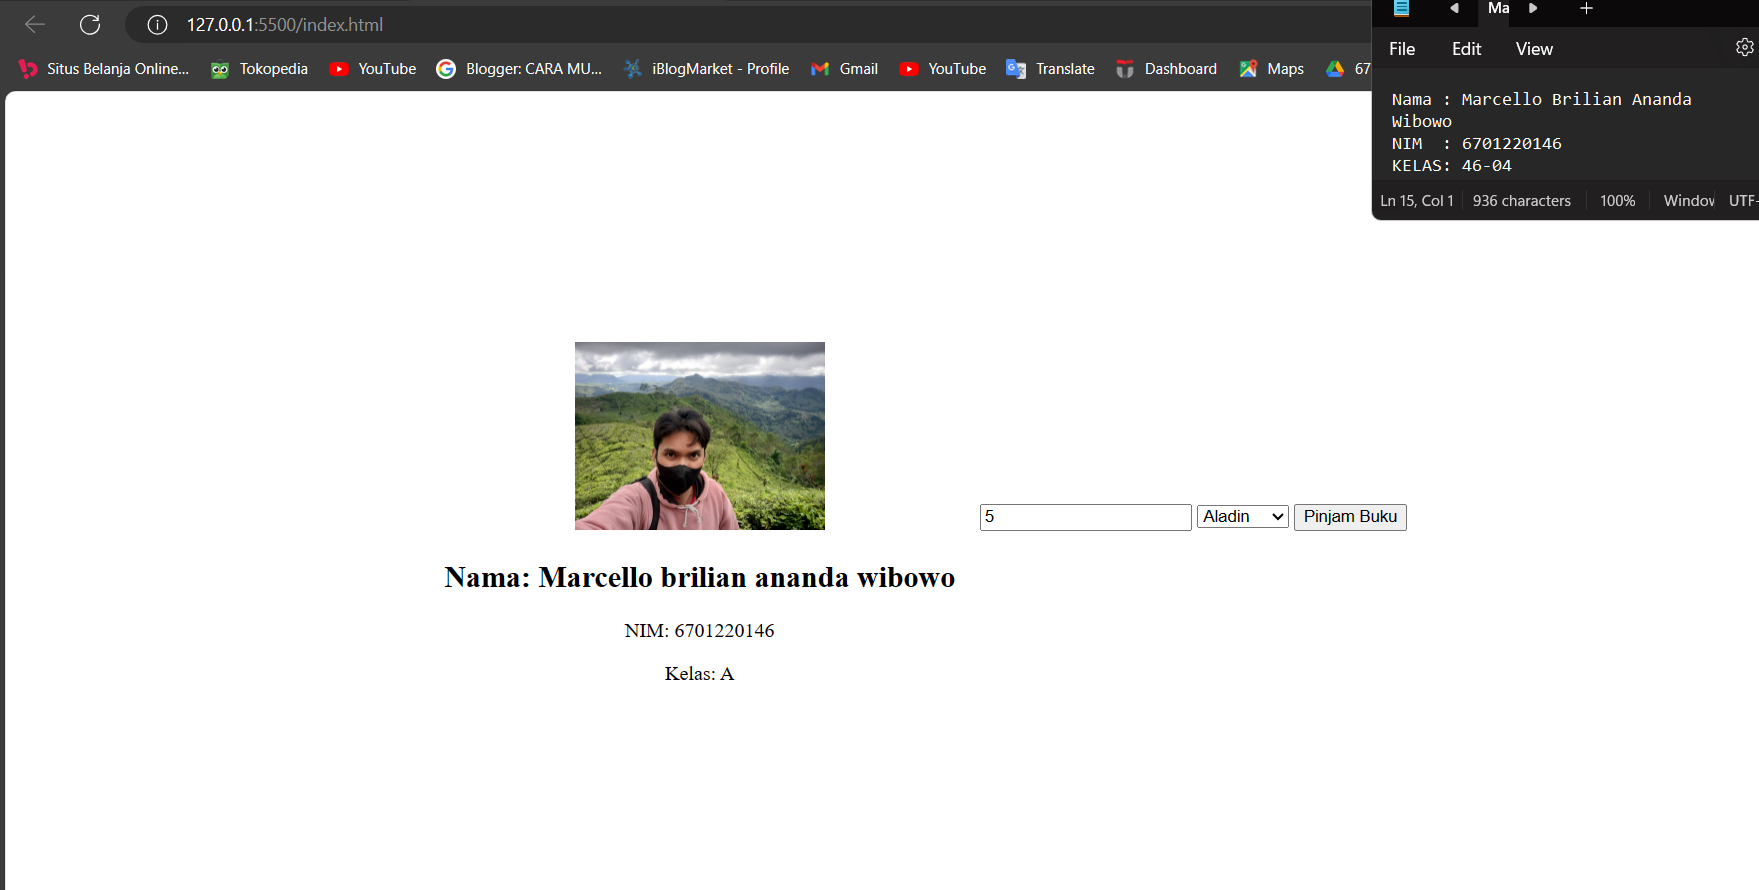 127.0.0.1:5500/index.html
Situs Belanja Online... Tokopedia YouTube Blogger: CARA MU... iBlogMarket - Profile Gmail YouTube Translate Dashboard Maps 67
Ma
File Edit View
Nama : Marcello Brilian Ananda
Wibowo
NIM : 6701220146
KELAS: 46-04
Ln 15, Col 1 936 characters 100% Window UTF-
5 Aladin Pinjam Buku
Nama: Marcello brilian ananda wibowo
NIM: 6701220146
Kelas: A